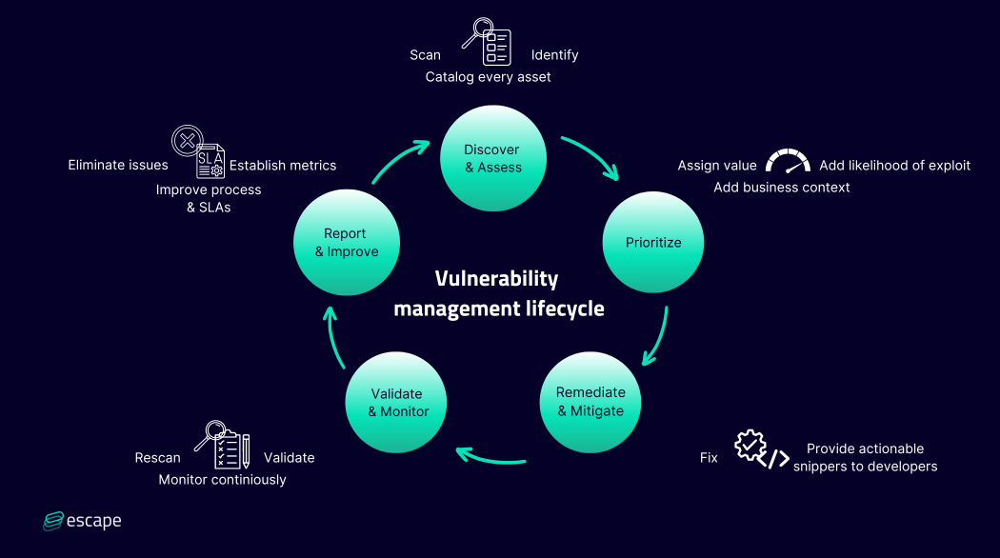 Scan
Identify
Catalog every asset
Discover
& Assess
Assign value
Add likelihood of exploit
Add business context
Prioritize
Remediate
& Mitigate
Fix
</>
Provide actionable
snippers to developers
Validate
& Monitor
Rescan
Validate
Monitor continiously
Report
& Improve
Eliminate issues
SLA
Establish metrics
Improve process
& SLAs
Vulnerability
management lifecycle
escape